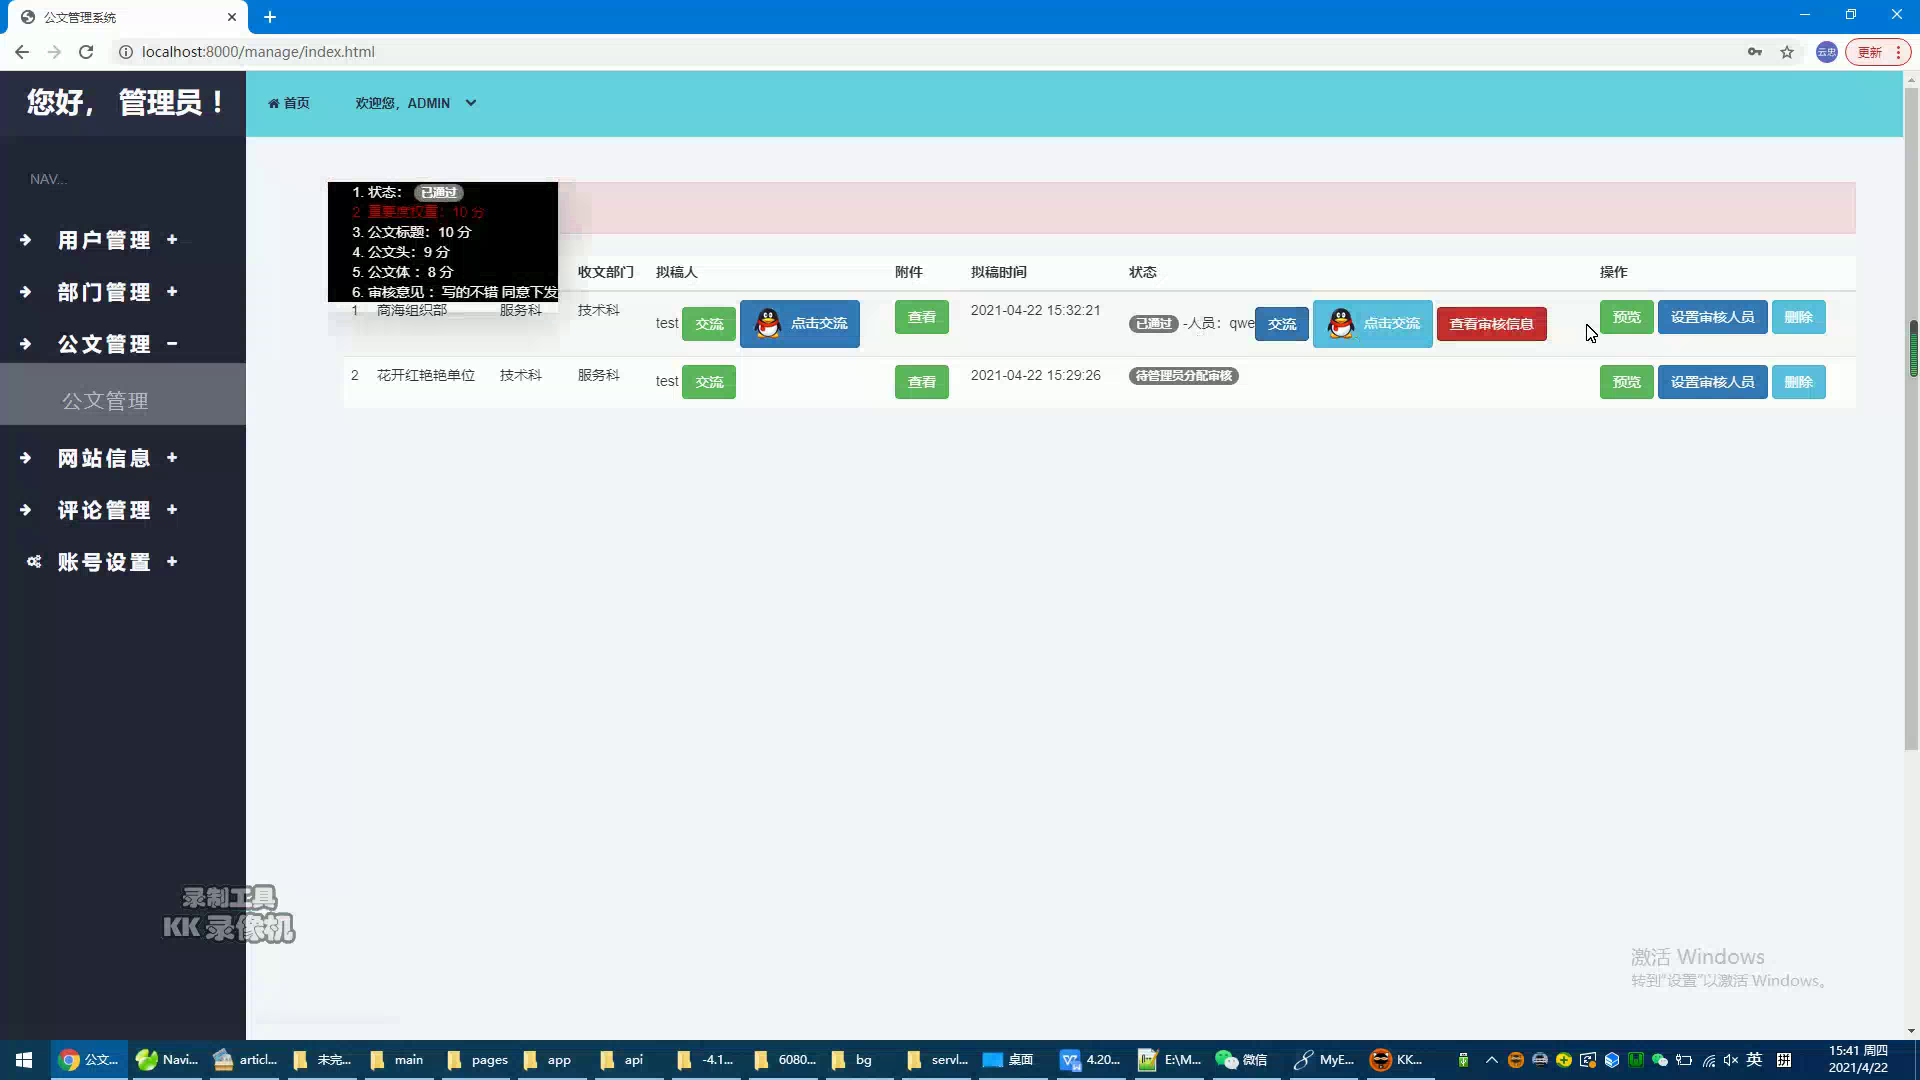 公文管理系统
localhost:8000/manage/index.html
云忠
更新
您好， 管理员！
首页
欢迎您，ADMIN
NAV...
用户管理 +
部门管理 +
公文管理 −
公文管理
网站信息 +
评论管理 +
账号设置 +
1. 状态： 已通过
2. 重要度权重：10 分
3. 公文标题：10 分
4. 公文头：9 分
5. 公文体 ：8 分
6. 审核意见 ：写的不错 同意下发
收文部门 拟稿人 附件 拟稿时间 状态 操作
1 商海组织部 服务科 技术科 test 交流 点击交流 查看 2021-04-22 15:32:21 已通过 -人员：qwe 交流 点击交流 查看审核信息 预览 设置审核人员 删除
2 花开红艳艳单位 技术科 服务科 test 交流 查看 2021-04-22 15:29:26 待管理员分配审核 预览 设置审核人员 删除
录制工具
KK 录像机
激活 Windows
转到"设置"以激活 Windows。
公文... Navi... articl... 未完... main pages app api -4.1... 6080... bg servl... 桌面 4.20... E:\M... 微信 MyE... KK... 英 拼
15:41 周四
2021/4/22